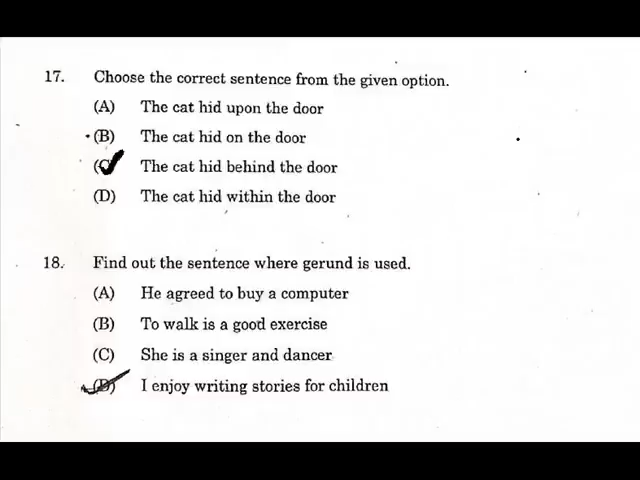 17. Choose the correct sentence from the given option.
(A) The cat hid upon the door
(B) The cat hid on the door
(C) The cat hid behind the door
(D) The cat hid within the door
18. Find out the sentence where gerund is used.
(A) He agreed to buy a computer
(B) To walk is a good exercise
(C) She is a singer and dancer
(D) I enjoy writing stories for children